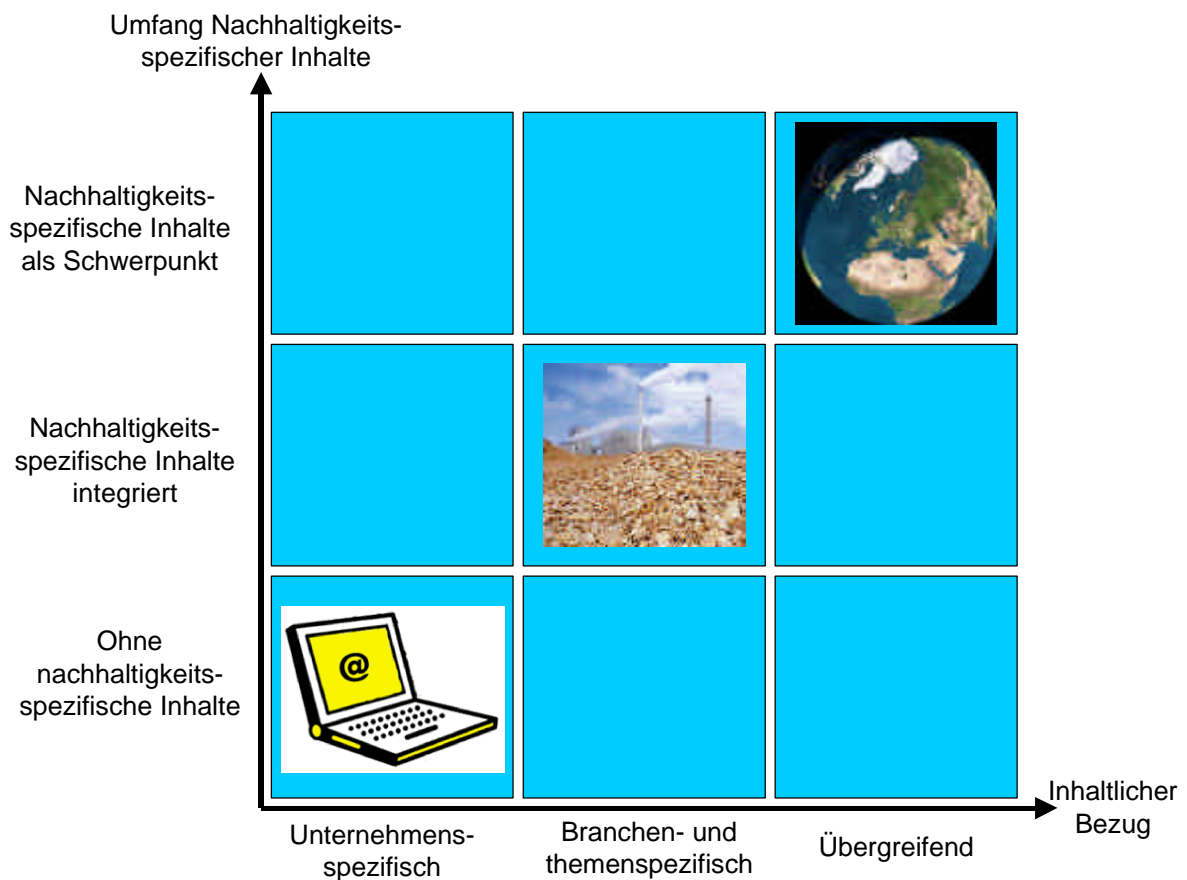 Umfang Nachhaltigkeits-
spezifischer Inhalte
Nachhaltigkeits-
spezifische Inhalte
als Schwerpunkt
Nachhaltigkeits-
spezifische Inhalte
integriert
Ohne
nachhaltigkeits-
spezifische Inhalte
@
Unternehmens-
spezifisch
Branchen- und
themenspezifisch
Übergreifend
Inhaltlicher
Bezug